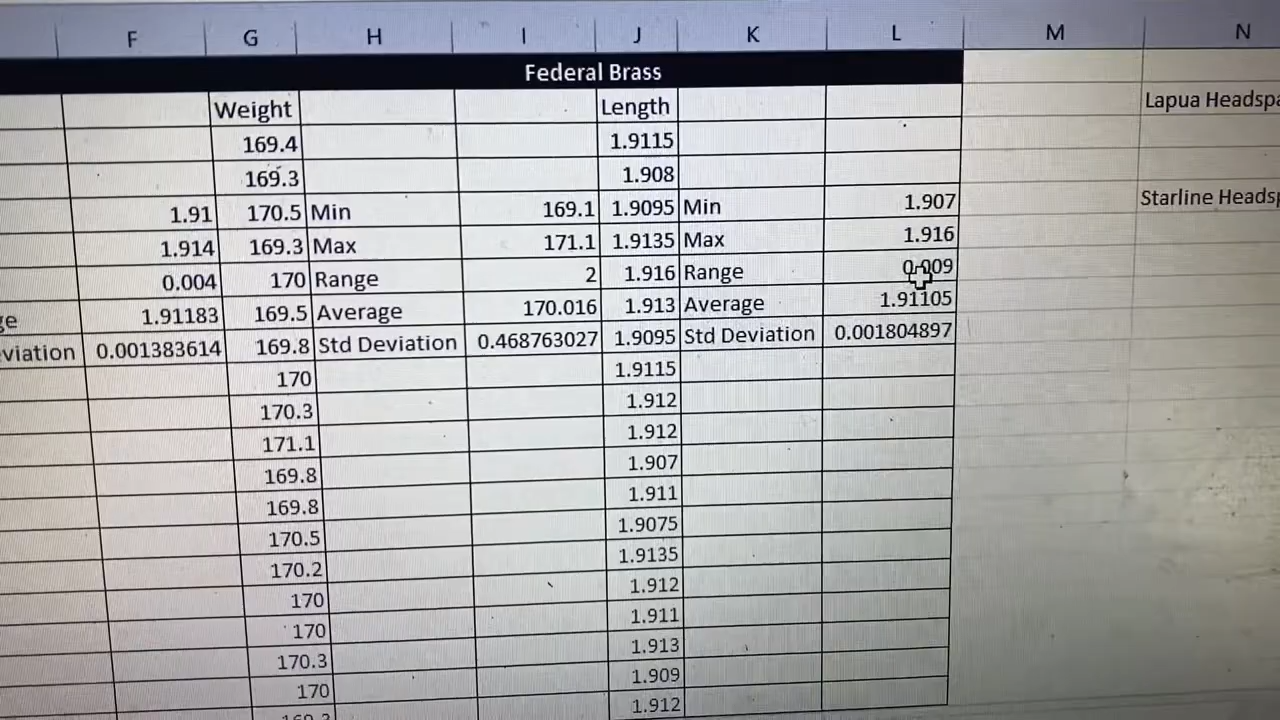 F G H I J K L M N
Federal Brass
Weight Length Lapua
169.4 1.9115
169.3 1.908
1.91 170.5 Min 169.1 1.9095 Min 1.907 Starline
1.914 169.3 Max 171.1 1.9135 Max 1.916
0.004 170 Range 2 1.916 Range 0.009
1.91183 169.5 Average 170.016 1.913 Average 1.91105
0.001383614 169.8 Std Deviation 0.468763027 1.9095 Std Deviation 0.001804897
170 1.9115
170.3 1.912
171.1 1.912
169.8 1.907
169.8 1.911
170.5 1.9075
170.2 1.9135
170 1.912
170 1.911
170.3 1.913
170 1.909
1.912